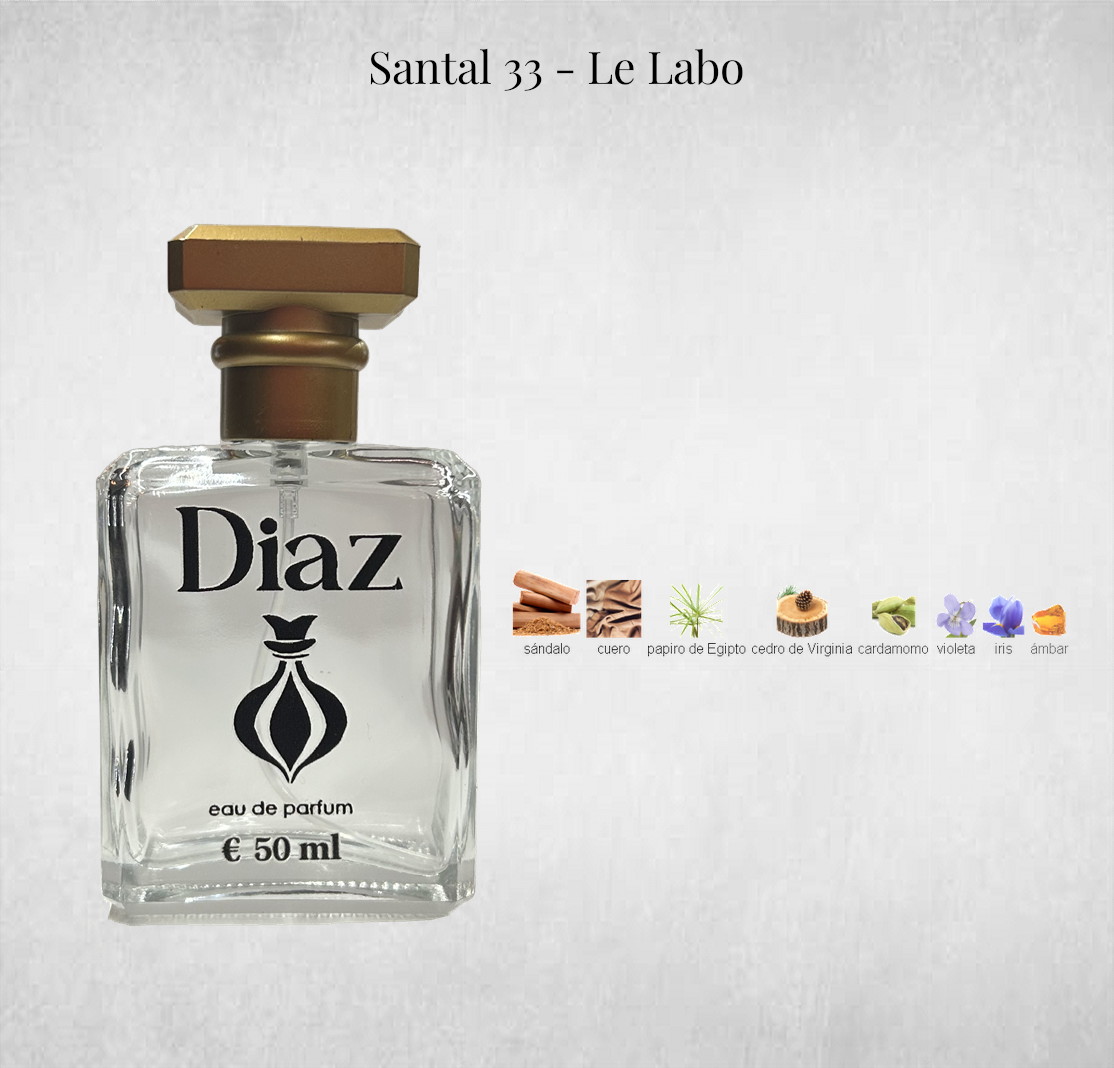 Santal 33 - Le Labo
Diaz
eau de parfum
€ 50 ml
sándalo cuero papiro de Egipto cedro de Virginia cardamomo violeta iris ámbar